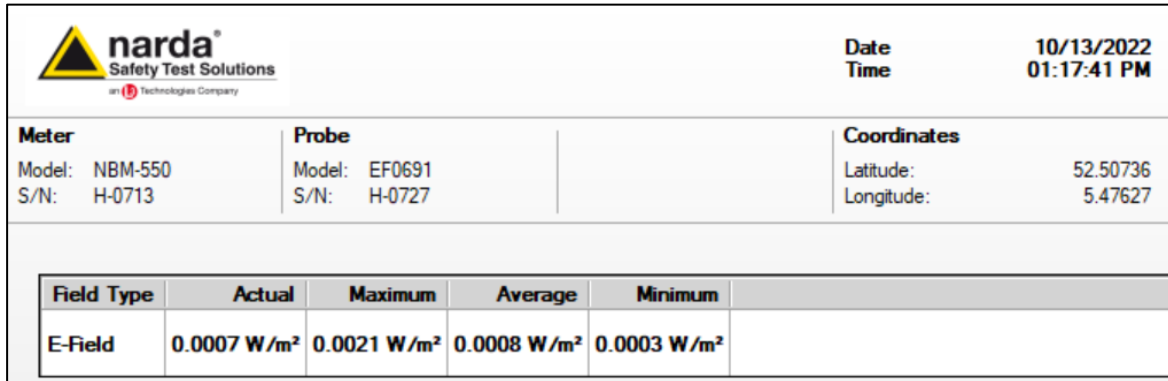 narda®
Safety Test Solutions
an L3 Technologies Company
Date 10/13/2022
Time 01:17:41 PM
Meter Probe Coordinates
Model: NBM-550 Model: EF0691 Latitude: 52.50736
S/N: H-0713 S/N: H-0727 Longitude: 5.47627
Field Type Actual Maximum Average Minimum
E-Field 0.0007 W/m² 0.0021 W/m² 0.0008 W/m² 0.0003 W/m²